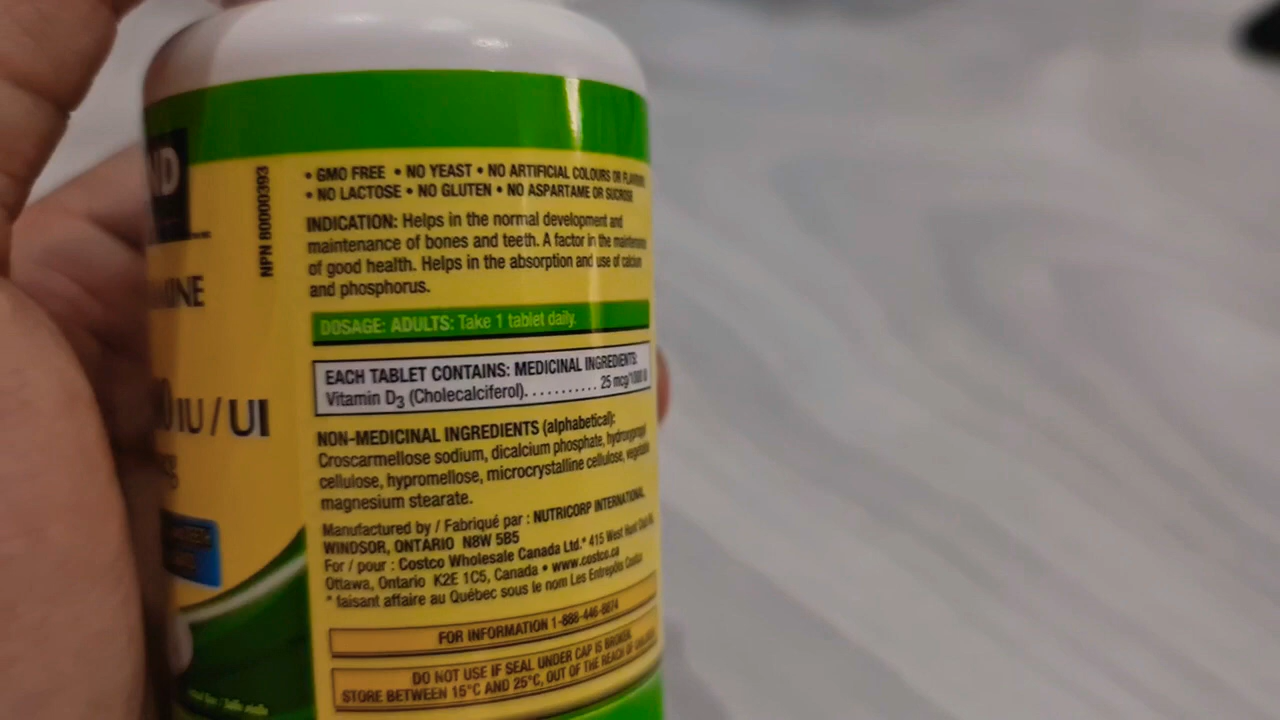 ND
NPN 80000393
IU / UI
• GMO FREE • NO YEAST • NO ARTIFICIAL COLOURS OR
• NO LACTOSE • NO GLUTEN • NO ASPARTAME OR SUCROSE
INDICATION: Helps in the normal development and
maintenance of bones and teeth. A factor in the maintenance
of good health. Helps in the absorption and use of calcium
and phosphorus.
DOSAGE: ADULTS: Take 1 tablet daily.
EACH TABLET CONTAINS: MEDICINAL INGREDIENTS:
Vitamin D3 (Cholecalciferol). . . . . . . . . . . 25 mcg/1000 IU
NON-MEDICINAL INGREDIENTS (alphabetical):
Croscarmellose sodium, dicalcium phosphate, hydroxypropyl
cellulose, hypromellose, microcrystalline cellulose, vegetable
magnesium stearate.
Manufactured by / Fabriqué par : NUTRICORP INTERNATIONAL
WINDSOR, ONTARIO N8W 5B5
For / pour : Costco Wholesale Canada Ltd.* 415 West Hunt Club Rd.
Ottawa, Ontario K2E 1C5, Canada • www.costco.ca
* faisant affaire au Québec sous le nom Les Entrepôts Costco
FOR INFORMATION 1-888-446-8874
DO NOT USE IF SEAL UNDER CAP IS BROKEN.
STORE BETWEEN 15°C AND 25°C, OUT OF THE REACH OF CHILDREN.